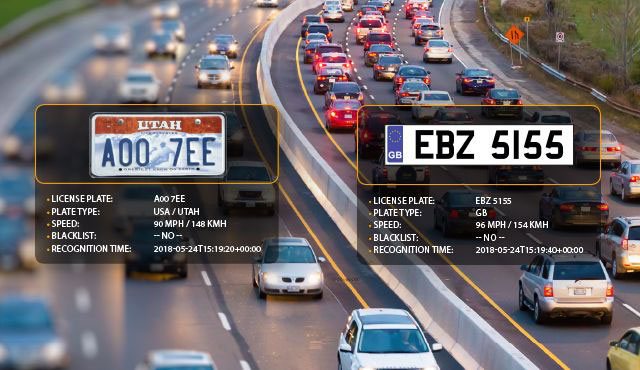 UTAH
A00 7EE
LICENSE PLATE: A00 7EE
PLATE TYPE: USA / UTAH
SPEED: 90 MPH / 148 KMH
BLACKLIST: -- NO --
RECOGNITION TIME: 2018-05-24T15:19:20+00:00
GB EBZ 5155
LICENSE PLATE: EBZ 5155
PLATE TYPE: GB
SPEED: 96 MPH / 154 KMH
BLACKLIST: -- NO --
RECOGNITION TIME: 2018-05-24T15:19:40+00:00